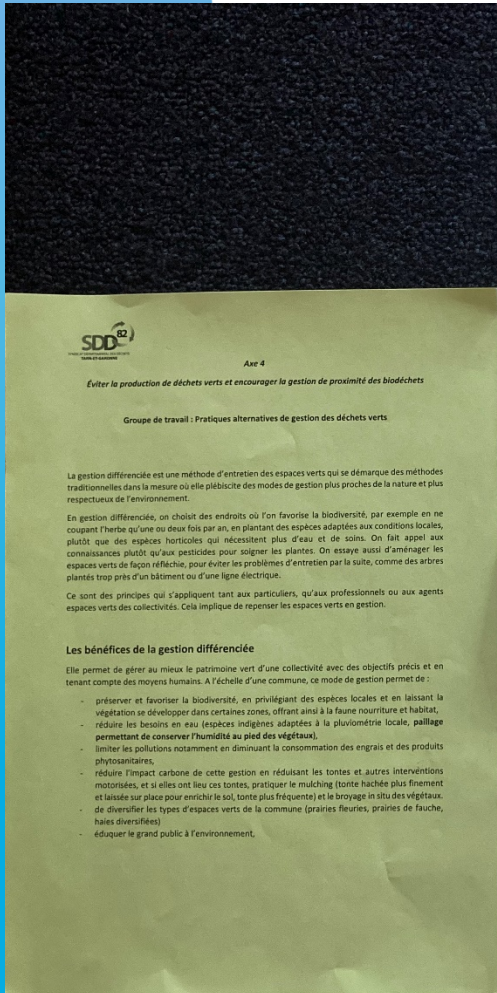 SDD 82
TARN-ET-GARONNE
Axe 4
Éviter la production de déchets verts et encourager la gestion de proximité des biodéchets
Groupe de travail : Pratiques alternatives de gestion des déchets verts
La gestion différenciée est une méthode d'entretien des espaces verts qui se démarque des méthodes
traditionnelles dans la mesure où elle plébiscite des modes de gestion plus proches de la nature et plus
respectueux de l'environnement.
En gestion différenciée, on choisit des endroits où l'on favorise la biodiversité, par exemple en ne
coupant l'herbe qu'une ou deux fois par an, en plantant des espèces adaptées aux conditions locales,
plutôt que des espèces horticoles qui nécessitent plus d'eau et de soins. On fait appel aux
connaissances plutôt qu'aux pesticides pour soigner les plantes. On essaye aussi d'aménager les
espaces verts de façon réfléchie, pour éviter les problèmes d'entretien par la suite, comme des arbres
plantés trop près d'un bâtiment ou d'une ligne électrique.
Ce sont des principes qui s'appliquent tant aux particuliers, qu'aux professionnels ou aux agents
espaces verts des collectivités. Cela implique de repenser les espaces verts en gestion.
Les bénéfices de la gestion différenciée
Elle permet de gérer au mieux le patrimoine vert d'une collectivité avec des objectifs précis et en
tenant compte des moyens humains. A l'échelle d'une commune, ce mode de gestion permet de :
- préserver et favoriser la biodiversité, en privilégiant des espèces locales et en laissant la
végétation se développer dans certaines zones, offrant ainsi à la faune nourriture et habitat,
- réduire les besoins en eau (espèces indigènes adaptées à la pluviométrie locale, paillage
permettant de conserver l'humidité au pied des végétaux),
- limiter les pollutions notamment en diminuant la consommation des engrais et des produits
phytosanitaires,
- réduire l'impact carbone de cette gestion en réduisant les tontes et autres interventions
motorisées, et si elles ont lieu ces tontes, pratiquer le mulching (tonte hachée plus finement
et laissée sur place pour enrichir le sol, tonte plus fréquente) et le broyage in situ des végétaux.
- de diversifier les types d'espaces verts de la commune (prairies fleuries, prairies de fauche,
haies diversifiées)
- éduquer le grand public à l'environnement,